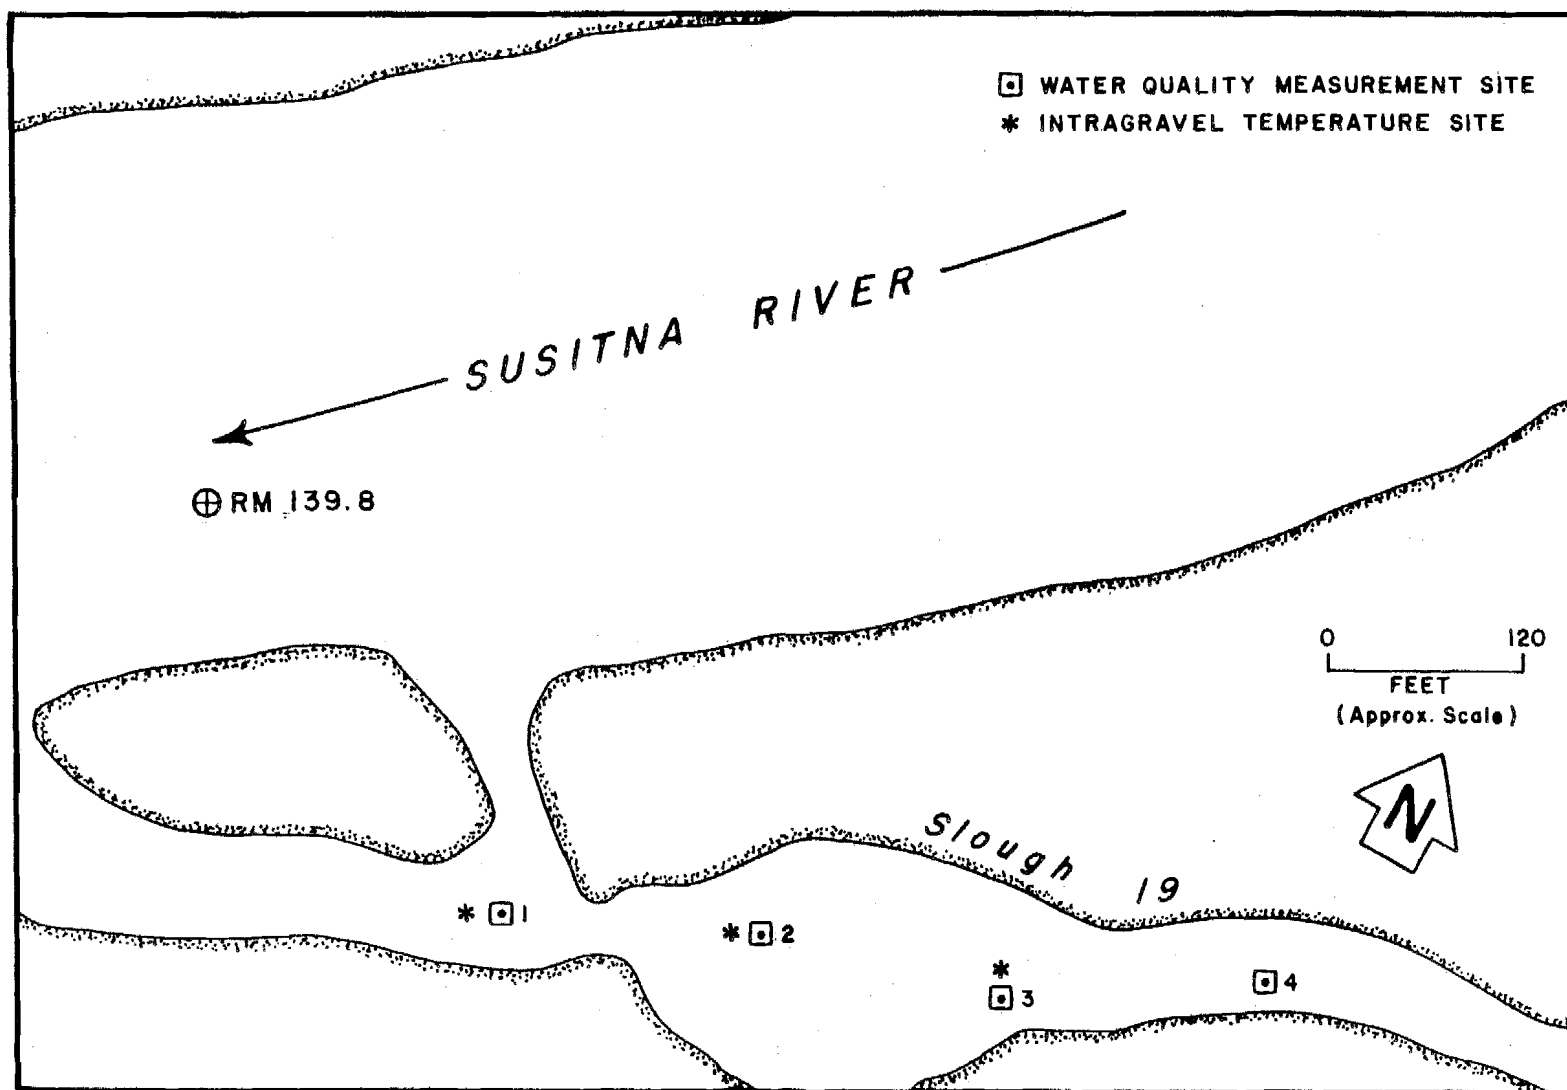 WATER QUALITY MEASUREMENT SITE
* INTRAGRAVEL TEMPERATURE SITE
SUSITNA RIVER
RM 139.8
0 120
FEET
(Approx. Scale)
N
Slough 19
* 1
* 2
*
3
4